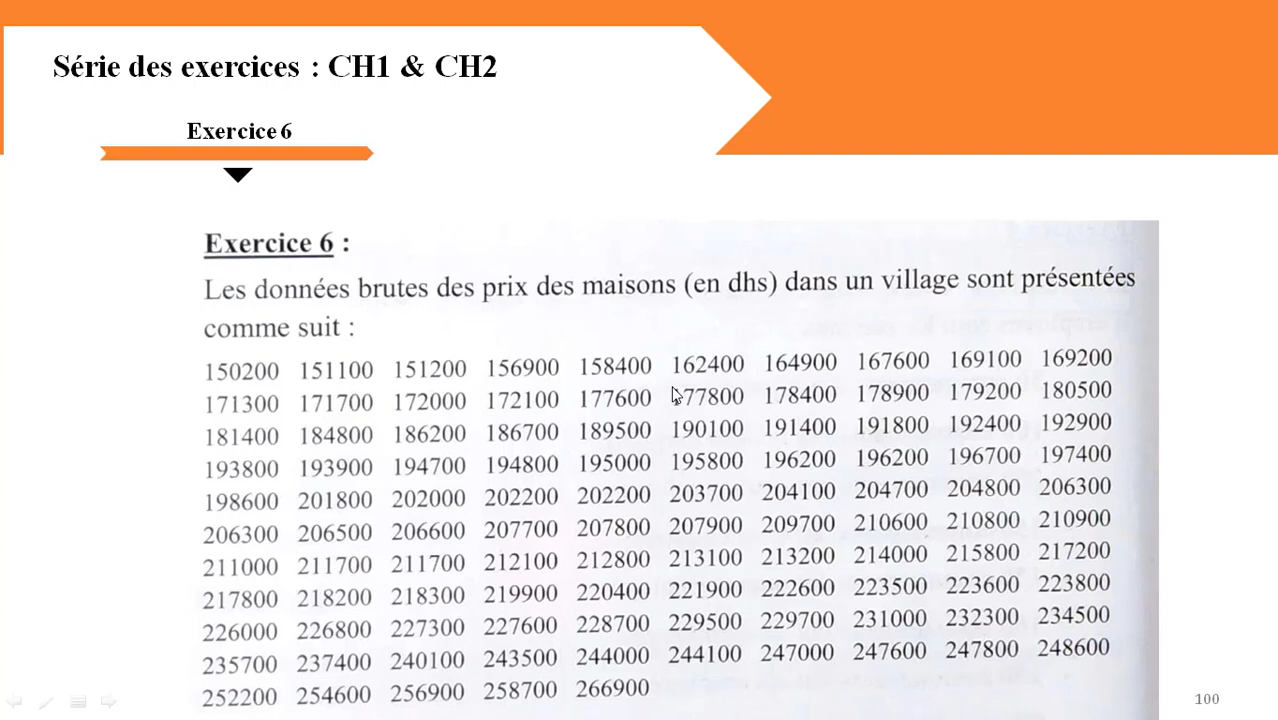 Série des exercices : CH1 & CH2
Exercice 6
Exercice 6 :
Les données brutes des prix des maisons (en dhs) dans un village sont présentées
comme suit :
150200 151100 151200 156900 158400 162400 164900 167600 169100 169200
171300 171700 172000 172100 177600 177800 178400 178900 179200 180500
181400 184800 186200 186700 189500 190100 191400 191800 192400 192900
193800 193900 194700 194800 195000 195800 196200 196200 196700 197400
198600 201800 202000 202200 202200 203700 204100 204700 204800 206300
206300 206500 206600 207700 207800 207900 209700 210600 210800 210900
211000 211700 211700 212100 212800 213100 213200 214000 215800 217200
217800 218200 218300 219900 220400 221900 222600 223500 223600 223800
226000 226800 227300 227600 228700 229500 229700 231000 232300 234500
235700 237400 240100 243500 244000 244100 247000 247600 247800 248600
252200 254600 256900 258700 266900
100